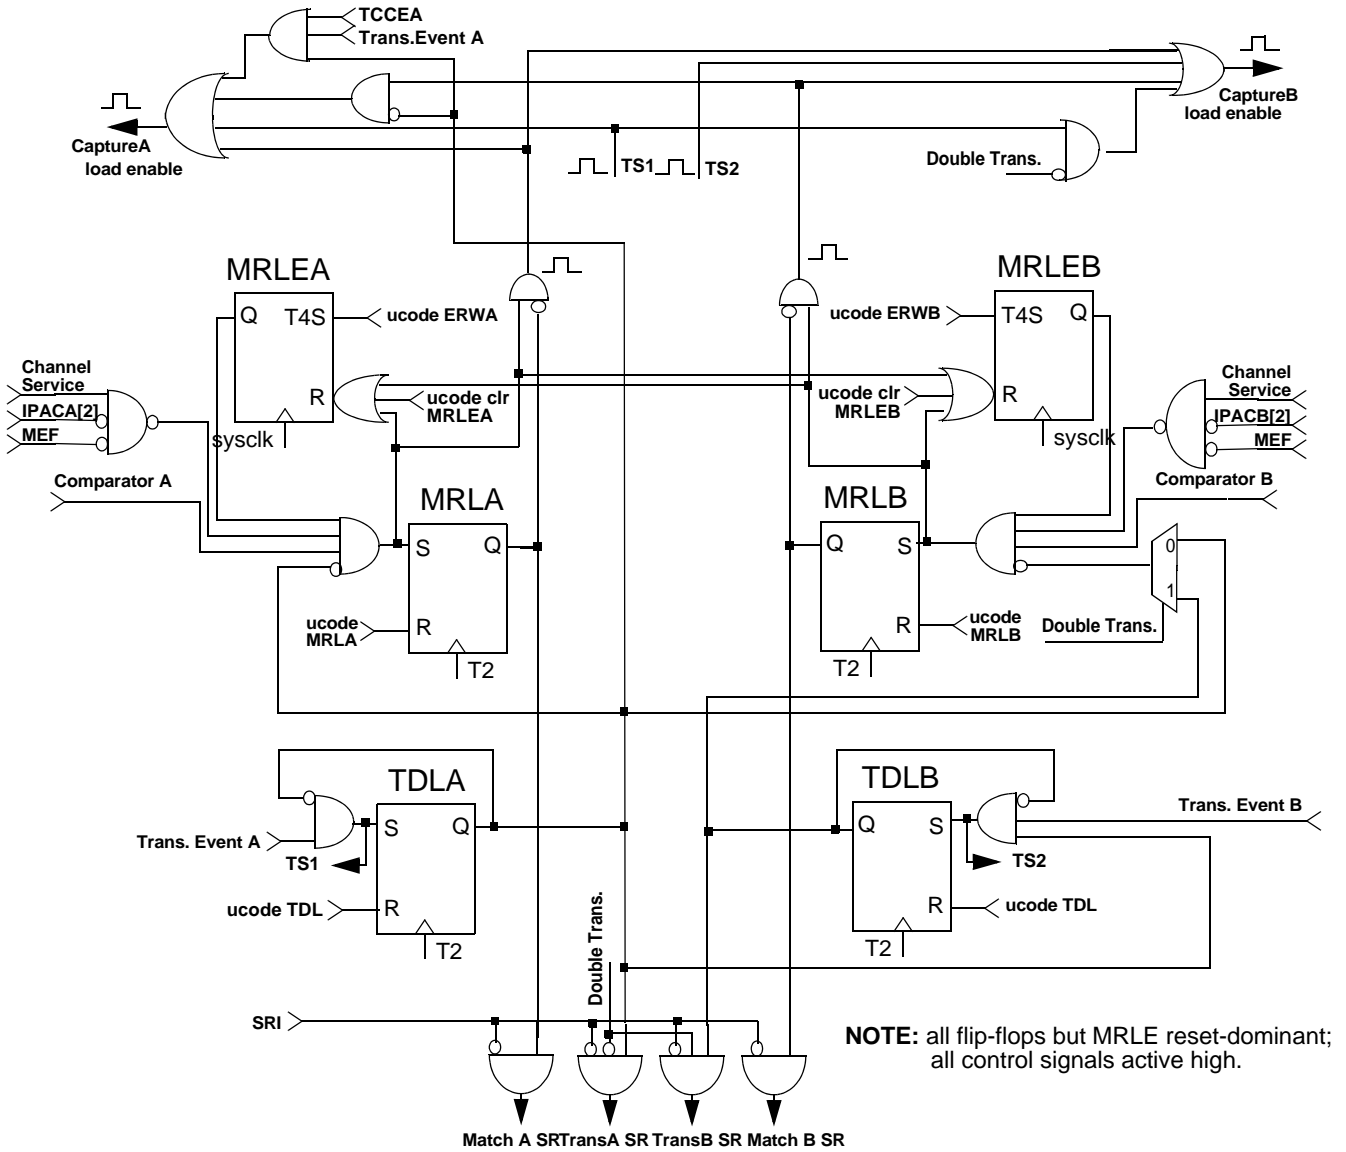 TCCEA
Trans.Event A
CaptureA
load enable
TS1
TS2
Double Trans.
CaptureB
load enable
MRLEA
Q
T4S
R
sysclk
ucode ERWA
ucode clr
MRLEA
MRLEB
T4S
Q
R
sysclk
ucode ERWB
ucode clr
MRLEB
Channel
Service
IPACA[2]
MEF
Comparator A
Channel
Service
IPACB[2]
MEF
Comparator B
MRLA
S
Q
R
T2
ucode
MRLA
MRLB
Q
S
R
T2
ucode
MRLB
0
1
Double Trans.
TDLA
S
Q
R
T2
Trans. Event A
TS1
ucode TDL
TDLB
Q
S
R
T2
Trans. Event B
TS2
ucode TDL
Double Trans.
SRI
NOTE: all flip-flops but MRLE reset-dominant;
all control signals active high.
Match A SR
TransA SR
TransB SR
Match B SR